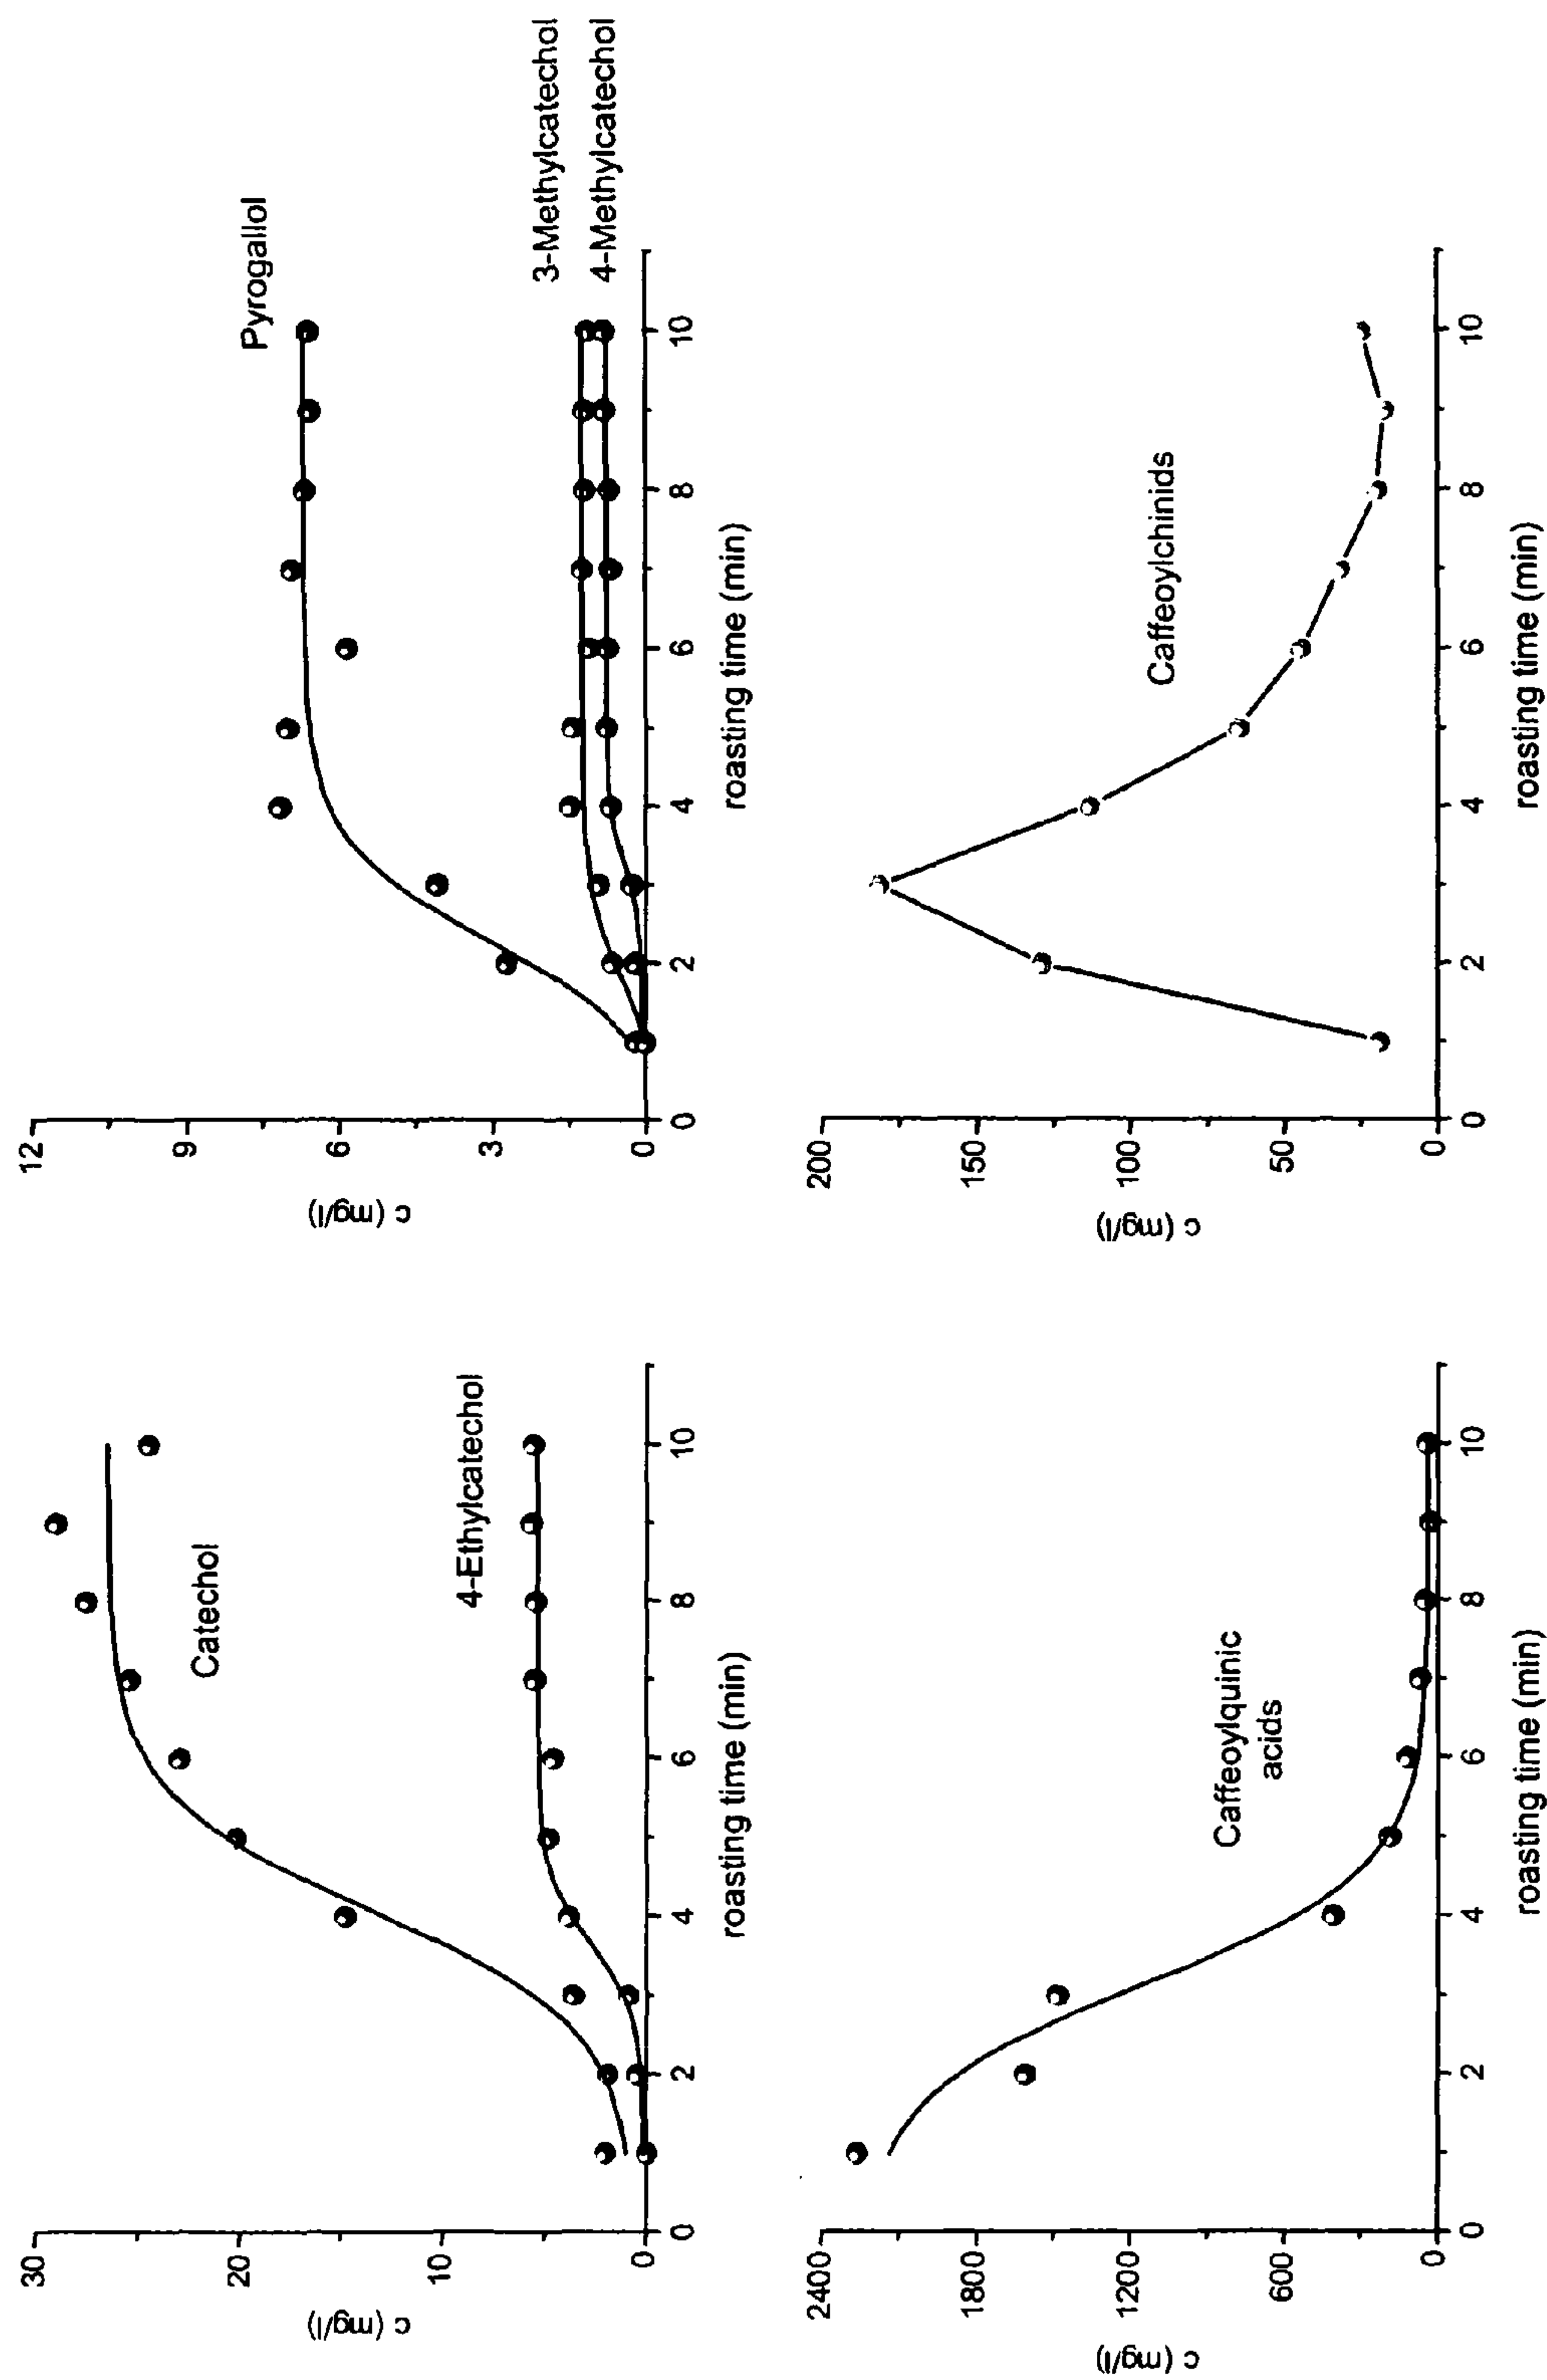 c (mg/l)
30
20
10
0
Catechol
4-Ethylcatechol
0 2 4 6 8 10
roasting time (min)
c (mg/l)
12
9
6
3
0
Pyrogallol
3-Methylcatechol
4-Methylcatechol
0 2 4 6 8 10
roasting time (min)
c (mg/l)
2400
1800
1200
600
0
Caffeoylquinic
acids
0 2 4 6 8 10
roasting time (min)
c (mg/l)
200
150
100
50
0
Caffeoylchinids
0 2 4 6 8 10
roasting time (min)